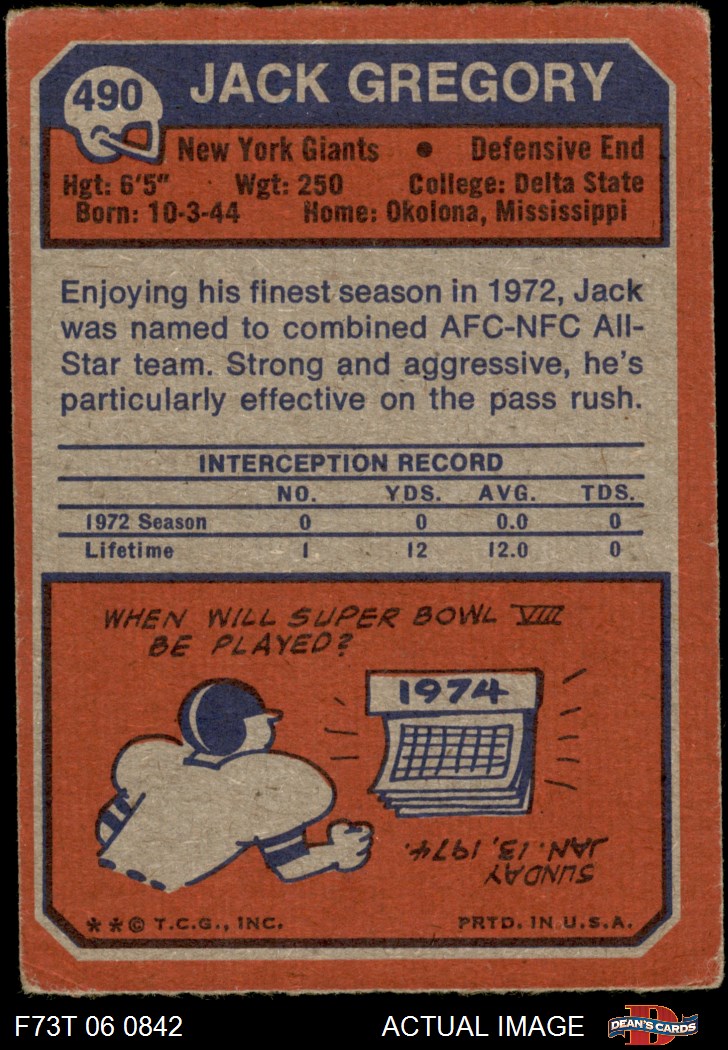 490
JACK GREGORY
New York Giants • Defensive End
Hgt: 6'5" Wgt: 250 College: Delta State
Born: 10-3-44 Home: Okolona, Mississippi
Enjoying his finest season in 1972, Jack
was named to combined AFC-NFC All-
Star team. Strong and aggressive, he's
particularly effective on the pass rush.
INTERCEPTION RECORD
NO. YDS. AVG. TDS.
1972 Season 0 0 0.0 0
Lifetime 1 12 12.0 0
WHEN WILL SUPER BOWL VIII
BE PLAYED?
1974
SUNDAY
JAN. 13, 1974.
**© T.C.G., INC. PRTD. IN U.S.A.
F73T 06 0842 ACTUAL IMAGE D DEAN'S CARDS